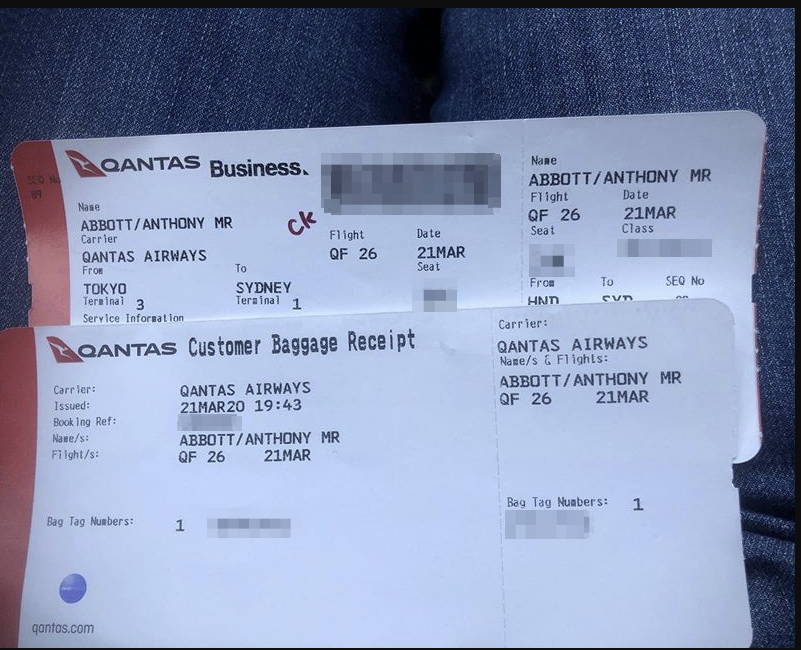 QANTAS Business.
SEQ No
89
Name
ABBOTT/ANTHONY MR
Carrier
QANTAS AIRWAYS
From To
TOKYO SYDNEY
Terminal 3 Terminal 1
Service Information
CK
Flight Date
QF 26 21MAR
Seat
Name
ABBOTT/ANTHONY MR
Flight Date
QF 26 21MAR
Seat Class
From To SEQ No
HND SYD
QANTAS Customer Baggage Receipt
Carrier: QANTAS AIRWAYS
Issued: 21MAR20 19:43
Booking Ref:
Name/s: ABBOTT/ANTHONY MR
Flight/s: QF 26 21MAR
Bag Tag Numbers: 1
qantas.com
Carrier:
QANTAS AIRWAYS
Name/s & Flights:
ABBOTT/ANTHONY MR
QF 26 21MAR
Bag Tag Numbers: 1